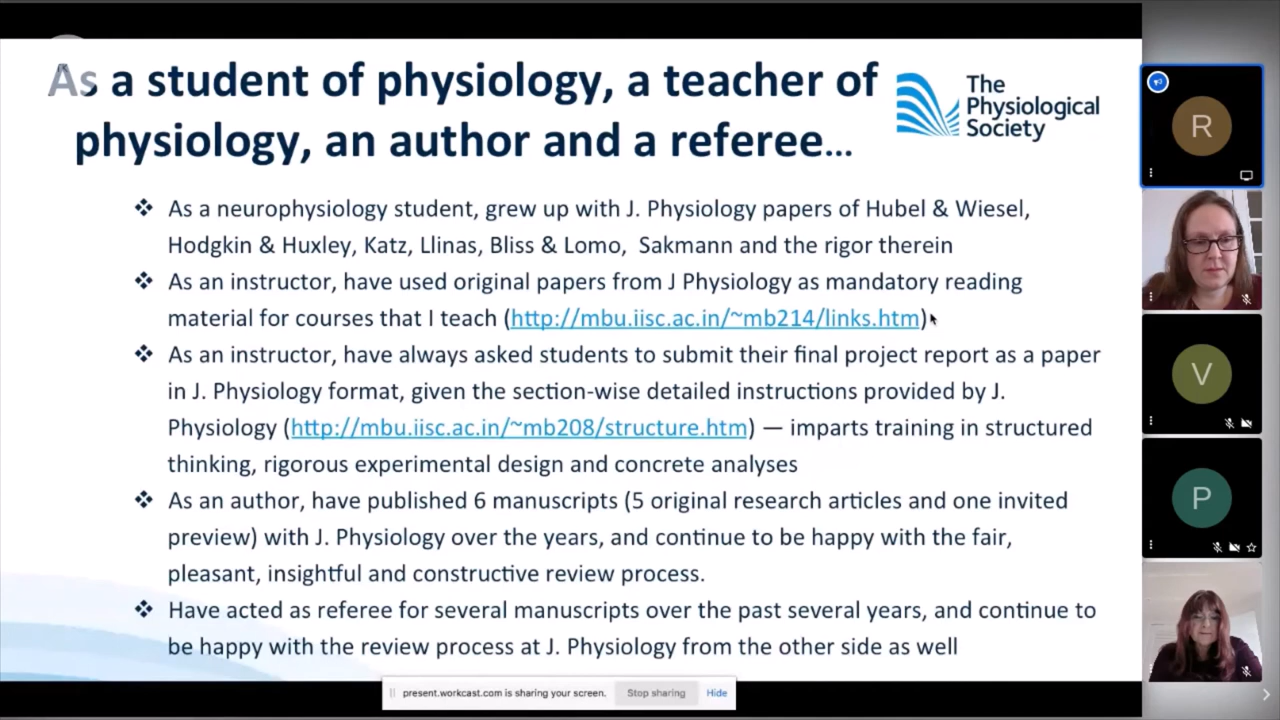 As a student of physiology, a teacher of
physiology, an author and a referee...
The
Physiological
Society
❖ As a neurophysiology student, grew up with J. Physiology papers of Hubel & Wiesel,
Hodgkin & Huxley, Katz, Llinas, Bliss & Lomo, Sakmann and the rigor therein
❖ As an instructor, have used original papers from J Physiology as mandatory reading
material for courses that I teach (http://mbu.iisc.ac.in/~mb214/links.htm)
❖ As an instructor, have always asked students to submit their final project report as a paper
in J. Physiology format, given the section-wise detailed instructions provided by J.
Physiology (http://mbu.iisc.ac.in/~mb208/structure.htm) — imparts training in structured
thinking, rigorous experimental design and concrete analyses
❖ As an author, have published 6 manuscripts (5 original research articles and one invited
preview) with J. Physiology over the years, and continue to be happy with the fair,
pleasant, insightful and constructive review process.
❖ Have acted as referee for several manuscripts over the past several years, and continue to
be happy with the review process at J. Physiology from the other side as well
present.workcast.com is sharing your screen.
Stop sharing
Hide
R
V
P